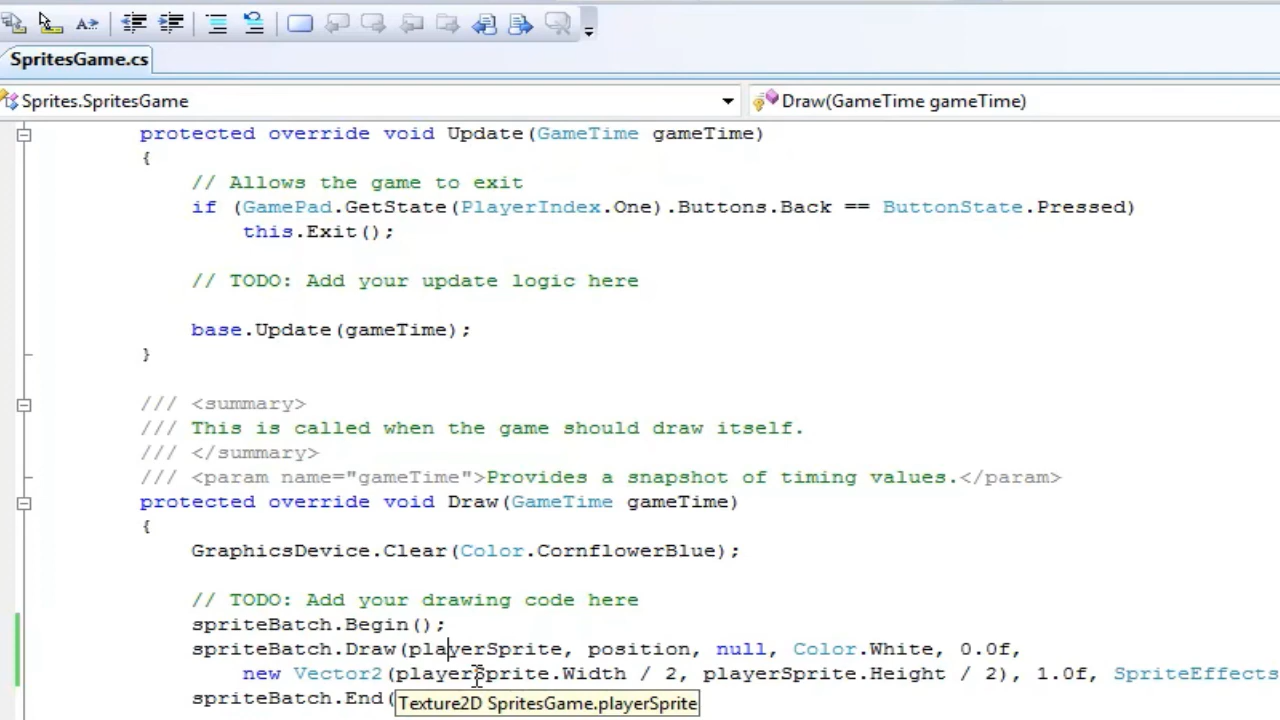 SpritesGame.cs
Sprites.SpritesGame Draw(GameTime gameTime)
protected override void Update(GameTime gameTime)
{
// Allows the game to exit
if (GamePad.GetState(PlayerIndex.One).Buttons.Back == ButtonState.Pressed)
this.Exit();
// TODO: Add your update logic here
base.Update(gameTime);
}
/// <summary>
/// This is called when the game should draw itself.
/// </summary>
/// <param name="gameTime">Provides a snapshot of timing values.</param>
protected override void Draw(GameTime gameTime)
{
GraphicsDevice.Clear(Color.CornflowerBlue);
// TODO: Add your drawing code here
spriteBatch.Begin();
spriteBatch.Draw(playerSprite, position, null, Color.White, 0.0f,
new Vector2(playerSprite.Width / 2, playerSprite.Height / 2), 1.0f, SpriteEffects
spriteBatch.End(
Texture2D SpritesGame.playerSprite